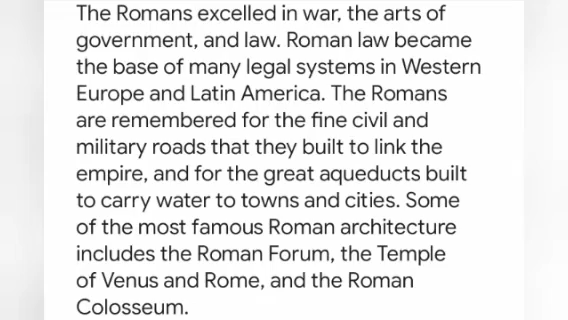 The Romans excelled in war, the arts of
government, and law. Roman law became
the base of many legal systems in Western
Europe and Latin America. The Romans
are remembered for the fine civil and
military roads that they built to link the
empire, and for the great aqueducts built
to carry water to towns and cities. Some
of the most famous Roman architecture
includes the Roman Forum, the Temple
of Venus and Rome, and the Roman
Colosseum.